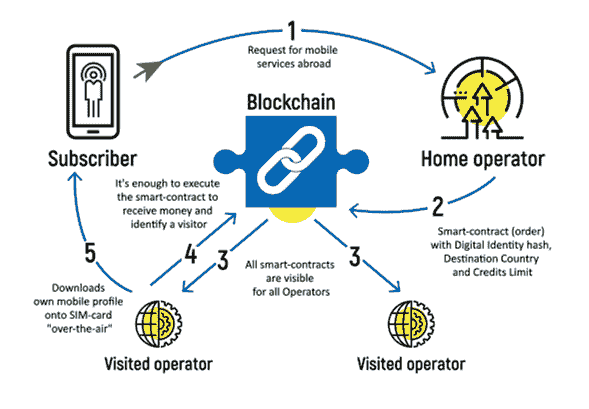 1
Request for mobile
services abroad
Blockchain
Subscriber
Home operator
It's enough to execute
the smart-contract to
receive money and
identify a visitor
2
Smart-contract (order)
with Digital Identity hash,
Destination Country
and Credits Limit
5
4
3
All smart-contracts
are visible
for all Operators
3
Downloads
own mobile profile
onto SIM-card
"over-the-air"
Visited operator
Visited operator